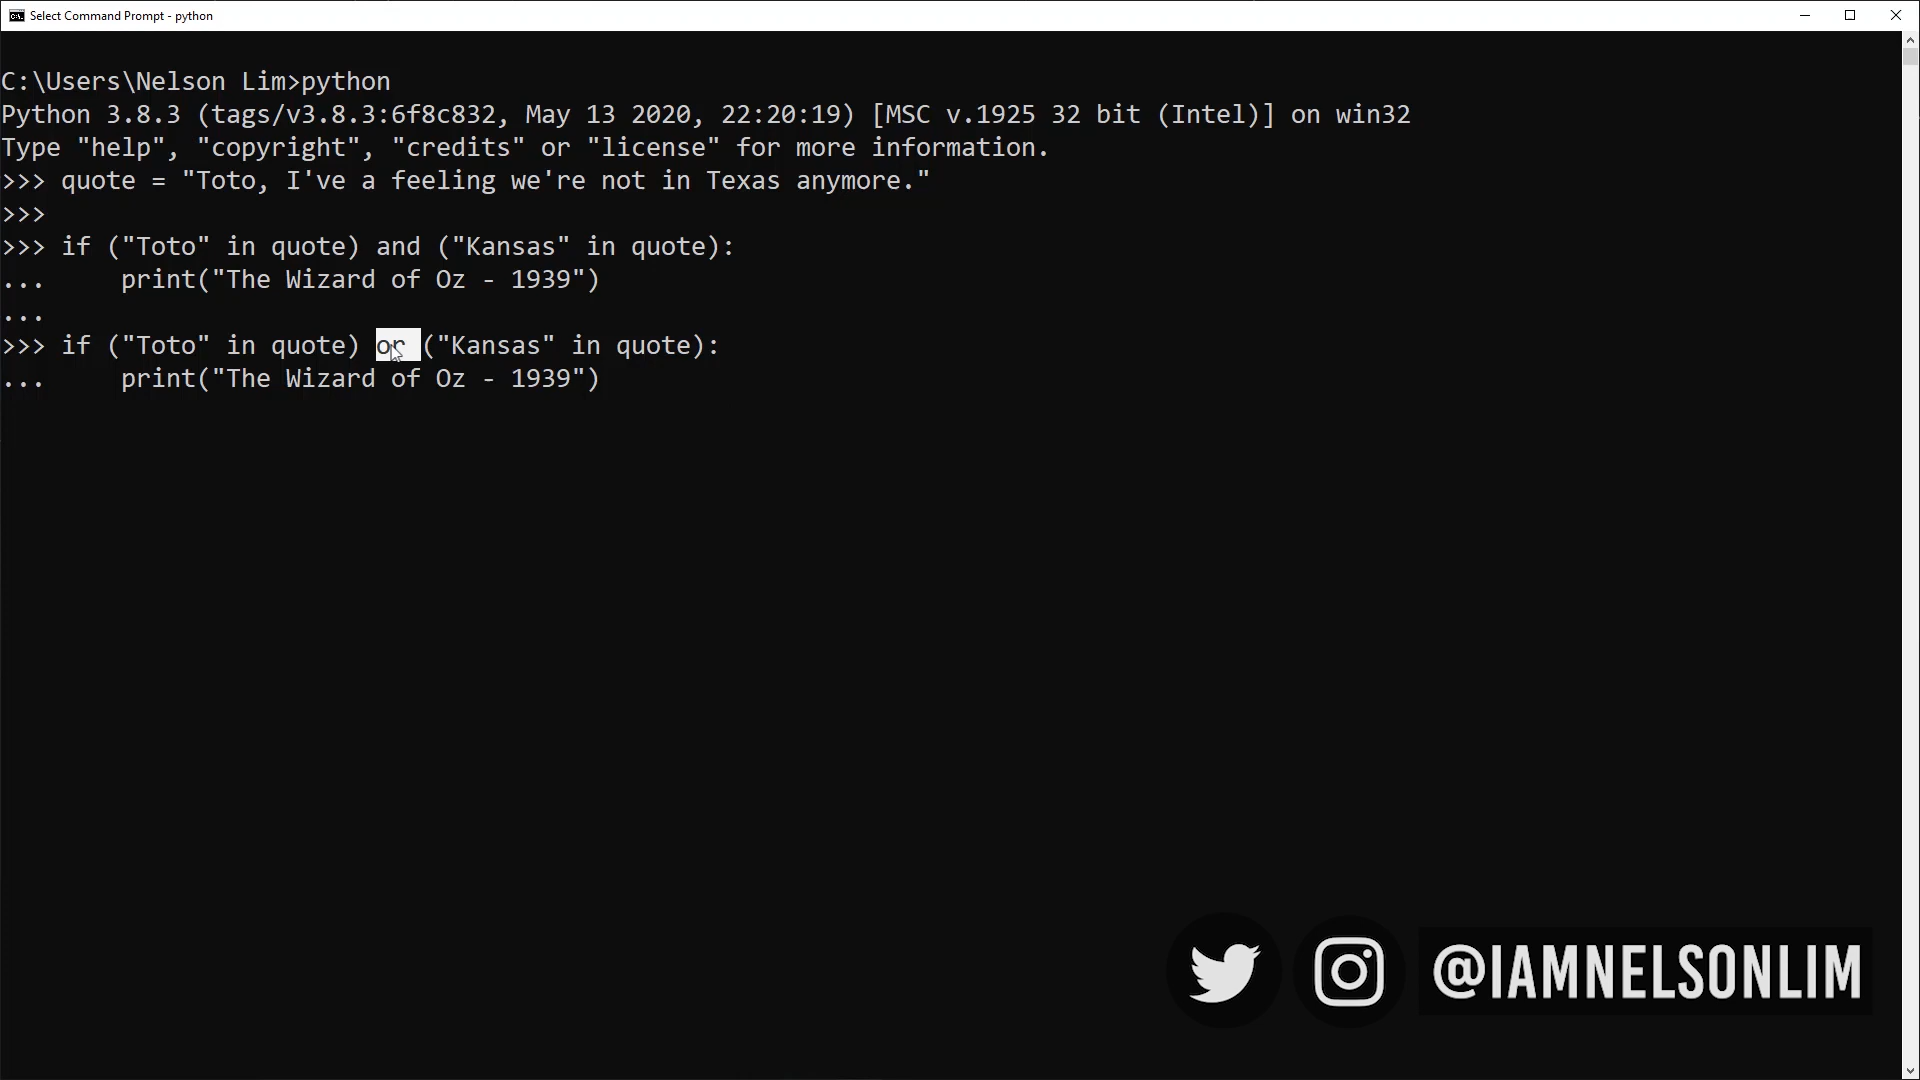 Select Command Prompt - python
C:\Users\Nelson Lim>python
Python 3.8.3 (tags/v3.8.3:6f8c832, May 13 2020, 22:20:19) [MSC v.1925 32 bit (Intel)] on win32
Type "help", "copyright", "credits" or "license" for more information.
>>> quote = "Toto, I've a feeling we're not in Texas anymore."
>>>
>>> if ("Toto" in quote) and ("Kansas" in quote):
...     print("The Wizard of Oz - 1939")
...
>>> if ("Toto" in quote) or ("Kansas" in quote):
...     print("The Wizard of Oz - 1939")
@IAMNELSONLIM